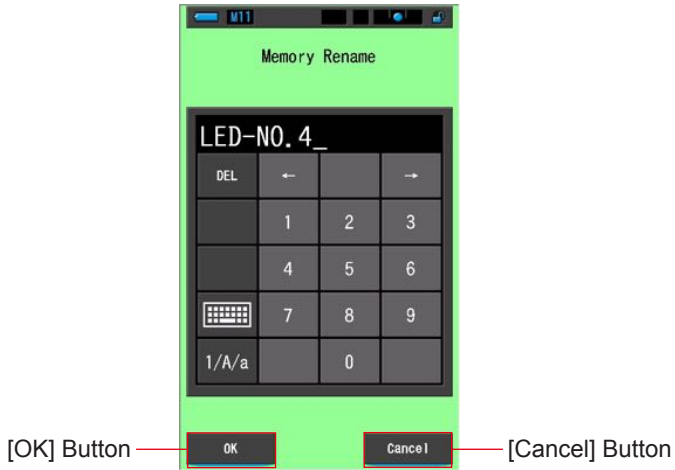 M11
Memory Rename
LED-NO.4_
DEL ← →
1 2 3
4 5 6
7 8 9
1/A/a 0
[OK] Button OK Cancel [Cancel] Button